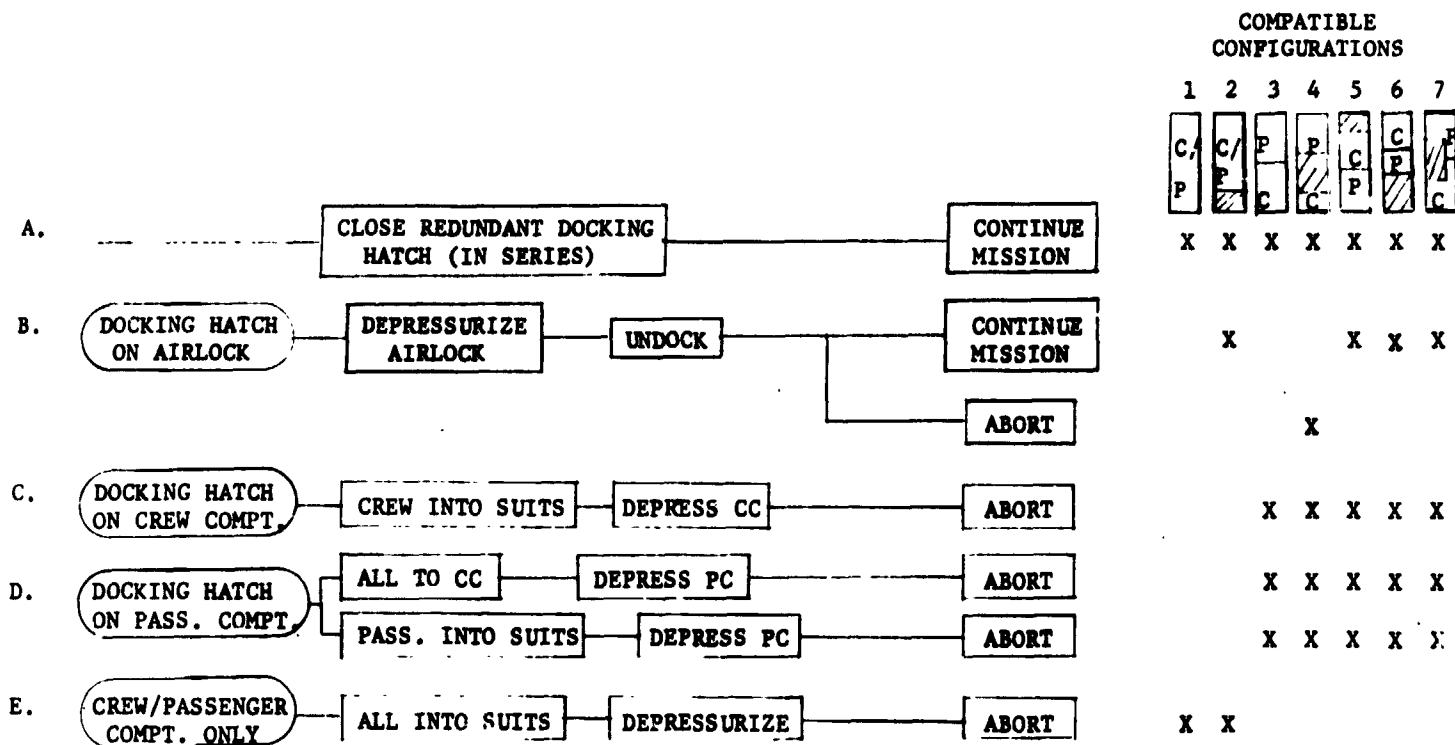 COMPATIBLE
CONFIGURATIONS
1 2 3 4 5 6 7
C/ P
C/ P
P C
P C
C P
C P
P C
A. CLOSE REDUNDANT DOCKING
HATCH (IN SERIES)
CONTINUE
MISSION
X X X X X X X
B. DOCKING HATCH
ON AIRLOCK
DEPRESSURIZE
AIRLOCK
UNDOCK
CONTINUE
MISSION
X X X X
ABORT
X
C. DOCKING HATCH
ON CREW COMPT.
CREW INTO SUITS
DEPRESS CC
ABORT
X X X X X
D. DOCKING HATCH
ON PASS. COMPT.
ALL TO CC
DEPRESS PC
ABORT
X X X X X
PASS. INTO SUITS
DEPRESS PC
ABORT
X X X X X
E. CREW/PASSENGER
COMPT. ONLY
ALL INTO SUITS
DEPRESSURIZE
ABORT
X X